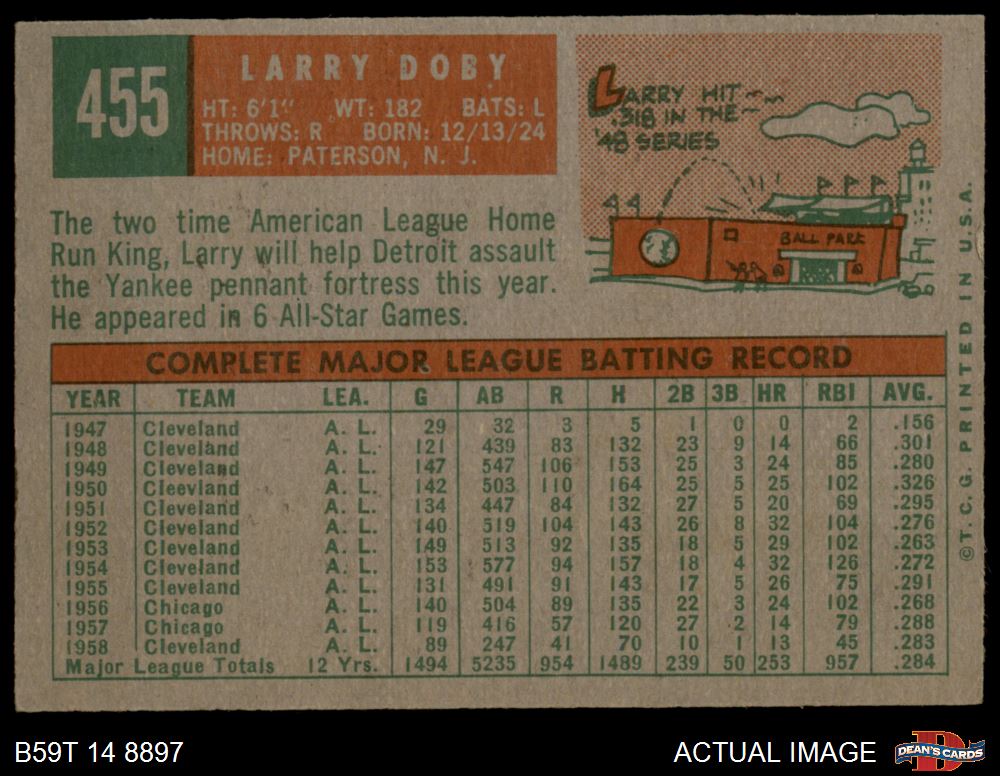 455
LARRY DOBY
HT: 6'1" WT: 182 BATS: L
THROWS: R BORN: 12/13/24
HOME: PATERSON, N. J.
LARRY HIT
.318 IN THE
'48 SERIES
BALL PARK
The two time American League Home
Run King, Larry will help Detroit assault
the Yankee pennant fortress this year.
He appeared in 6 All-Star Games.
COMPLETE MAJOR LEAGUE BATTING RECORD
YEAR TEAM LEA. G AB R H 2B 3B HR RBI AVG.
1947 Cleveland A. L. 29 32 3 5 1 0 0 2 .156
1948 Cleveland A. L. 121 439 83 132 23 9 14 66 .301
1949 Cleveland A. L. 147 547 106 153 25 3 24 85 .280
1950 Cleevland A. L. 142 503 110 164 25 5 25 102 .326
1951 Cleveland A. L. 134 447 84 132 27 5 20 69 .295
1952 Cleveland A. L. 140 519 104 143 26 8 32 104 .276
1953 Cleveland A. L. 149 513 92 135 18 5 29 102 .263
1954 Cleveland A. L. 153 577 94 157 18 4 32 126 .272
1955 Cleveland A. L. 131 491 91 143 17 5 26 75 .291
1956 Chicago A. L. 140 504 89 135 22 3 24 102 .268
1957 Chicago A. L. 119 416 57 120 27 2 14 79 .288
1958 Cleveland A. L. 89 247 41 70 10 1 13 45 .283
Major League Totals 12 Yrs. 1494 5235 954 1489 239 50 253 957 .284
©T.C.G. PRINTED IN U.S.A.
B59T 14 8897
ACTUAL IMAGE
DEAN'S CARDS